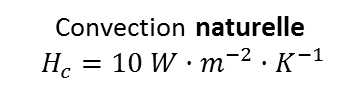 Convection naturelle
H_c = 10 W · m⁻² · K⁻¹